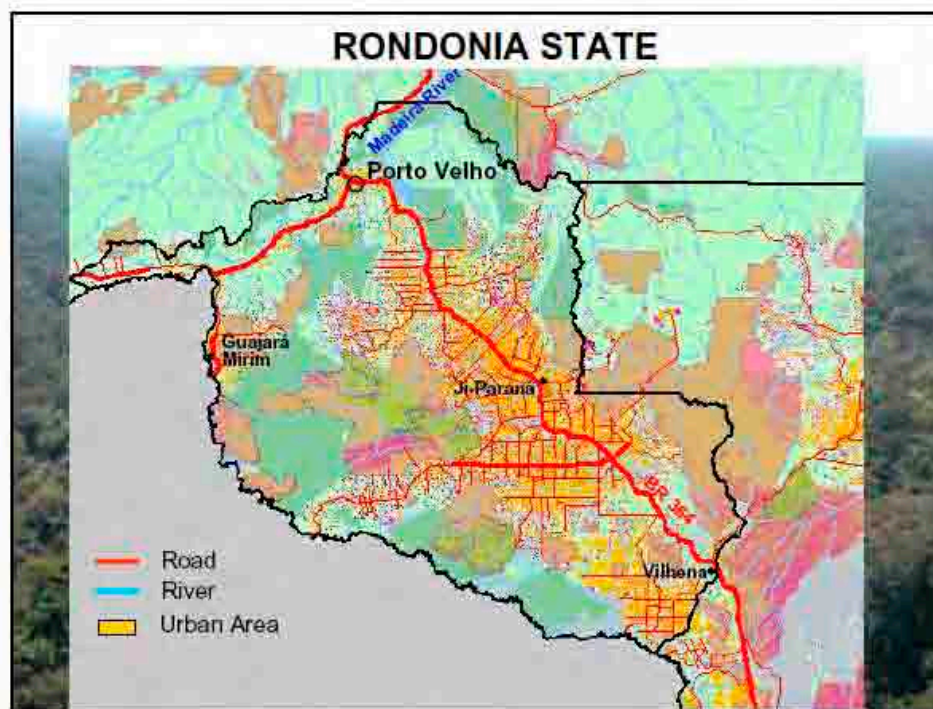 RONDONIA STATE
Madeira River
Porto Velho
Guajará
Mirim
Ji-Parana
BR 364
Vilhena
Road
River
Urban Area